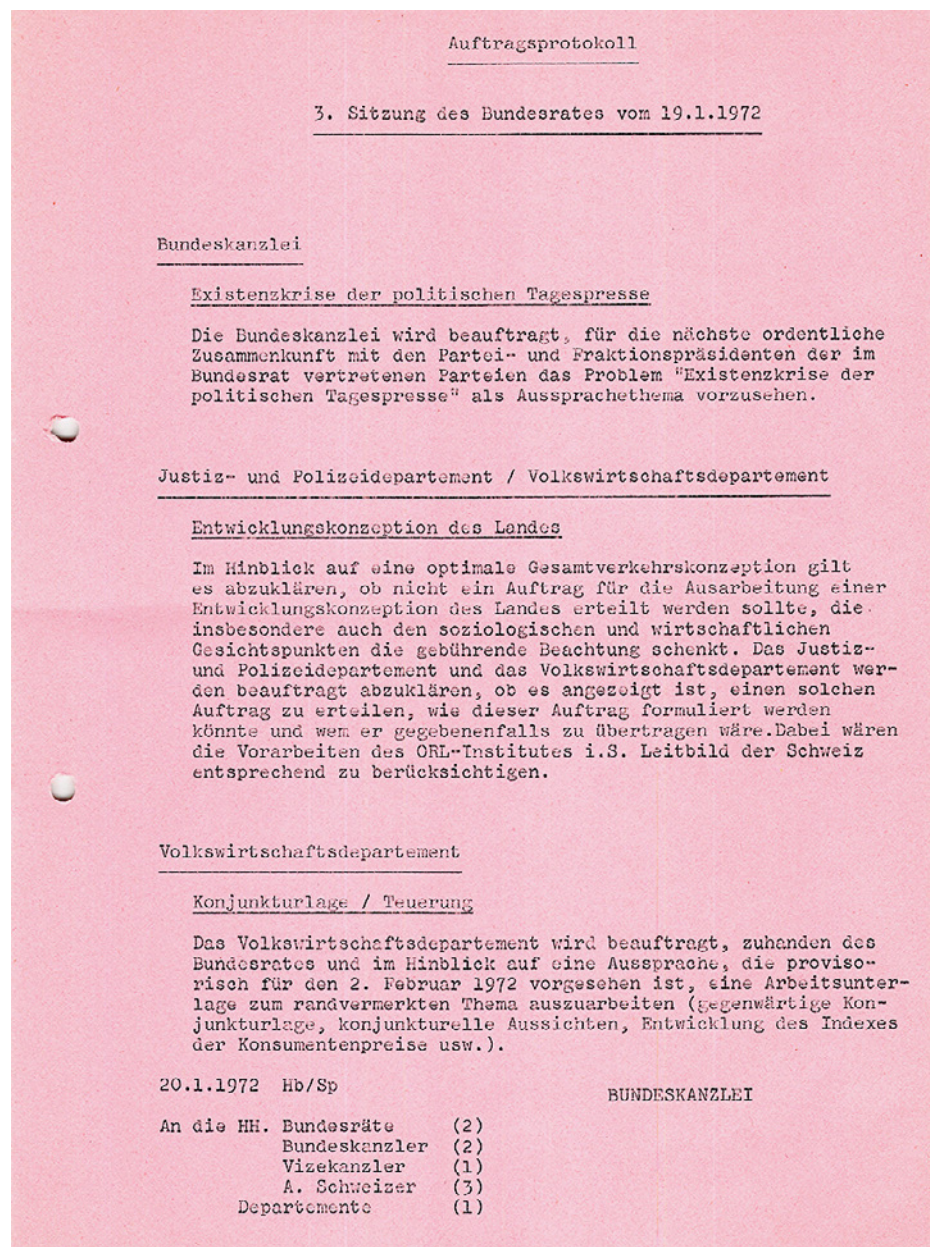 Auftragsprotokoll
3. Sitzung des Bundesrates vom 19.1.1972
Bundeskanzlei
Existenzkrise der politischen Tagespresse
Die Bundeskanzlei wird beauftragt, für die nächste ordentliche
Zusammenkunft mit den Partei- und Fraktionspräsidenten der im
Bundesrat vertretenen Parteien das Problem "Existenzkrise der
politischen Tagespresse" als Aussprachethema vorzusehen.
Justiz- und Polizeidepartement / Volkswirtschaftsdepartement
Entwicklungskonzeption des Landes
Im Hinblick auf eine optimale Gesamtverkehrskonzeption gilt
es abzuklären, ob nicht ein Auftrag für die Ausarbeitung einer
Entwicklungskonzeption des Landes erteilt werden sollte, die
insbesondere auch den soziologischen und wirtschaftlichen
Gesichtspunkten die gebührende Beachtung schenkt. Das Justiz-
und Polizeidepartement und das Volkswirtschaftsdepartement wer-
den beauftragt abzuklären, ob es angezeigt ist, einen solchen
Auftrag zu erteilen, wie dieser Auftrag formuliert werden
könnte und wem er gegebenenfalls zu übertragen wäre.Dabei wären
die Vorarbeiten des ORL-Institutes i.S. Leitbild der Schweiz
entsprechend zu berücksichtigen.
Volkswirtschaftsdepartement
Konjunkturlage / Teuerung
Das Volkswirtschaftsdepartement wird beauftragt, zuhanden des
Bundesrates und im Hinblick auf eine Aussprache, die proviso-
risch für den 2. Februar 1972 vorgesehen ist, eine Arbeitsunter-
lage zum randvermerkten Thema auszuarbeiten (gegenwärtige Kon-
junkturlage, konjunkturelle Aussichten, Entwicklung des Indexes
der Konsumentenpreise usw.).
20.1.1972 Hb/Sp
BUNDESKANZLEI
An die HH. Bundesräte (2)
Bundeskanzler (2)
Vizekanzler (1)
A. Schweizer (3)
Departemente (1)